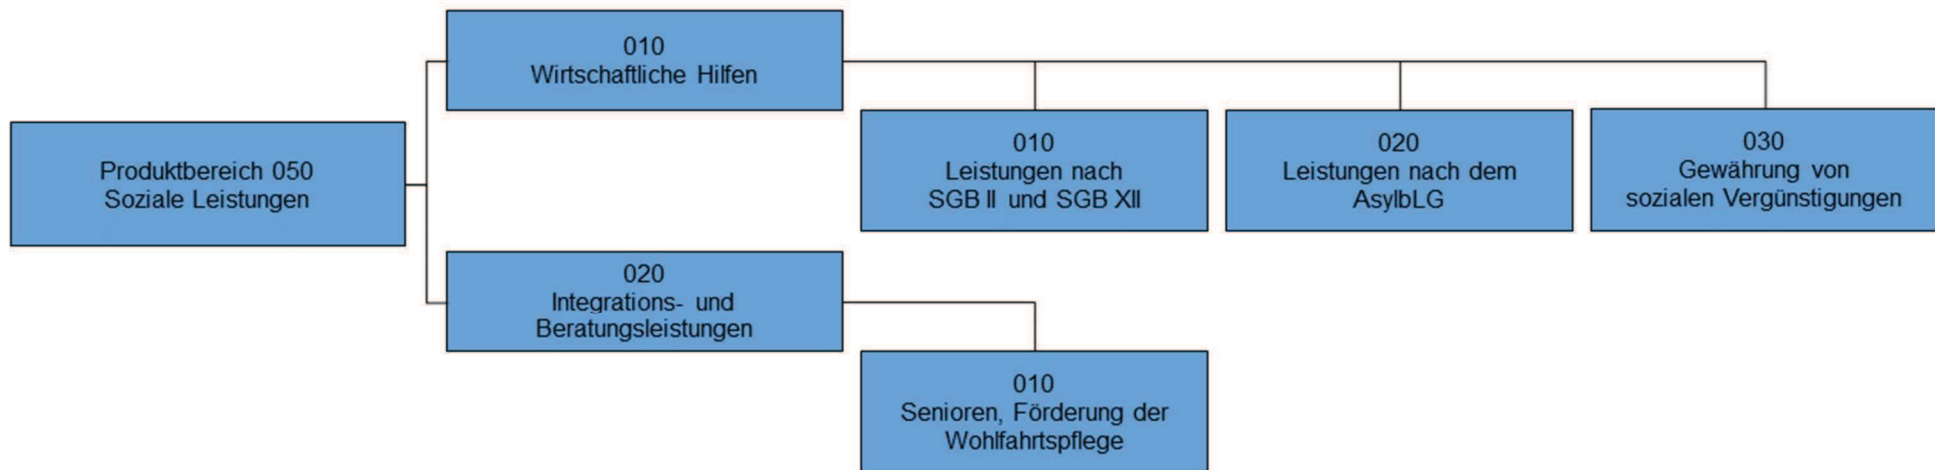 Produktbereich 050
Soziale Leistungen
010
Wirtschaftliche Hilfen
010
Leistungen nach
SGB II und SGB XII
020
Leistungen nach dem
AsylbLG
030
Gewährung von
sozialen Vergünstigungen
020
Integrations- und
Beratungsleistungen
010
Senioren, Förderung der
Wohlfahrtspflege